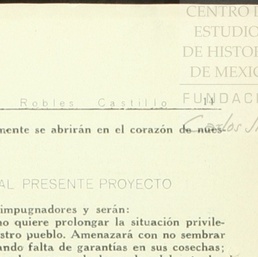 CENTRO D
ESTUDIO
DE HISTOR
DE MEXIC
FUNDAC
Robles Castillo 11
mente se abrirán en el corazón de nues-
AL PRESENTE PROYECTO
impugnadores y serán:
no quiere prolongar la situación privile-
stro pueblo. Amenazará con no sembrar
ando falta de garantías en sus cosechas;